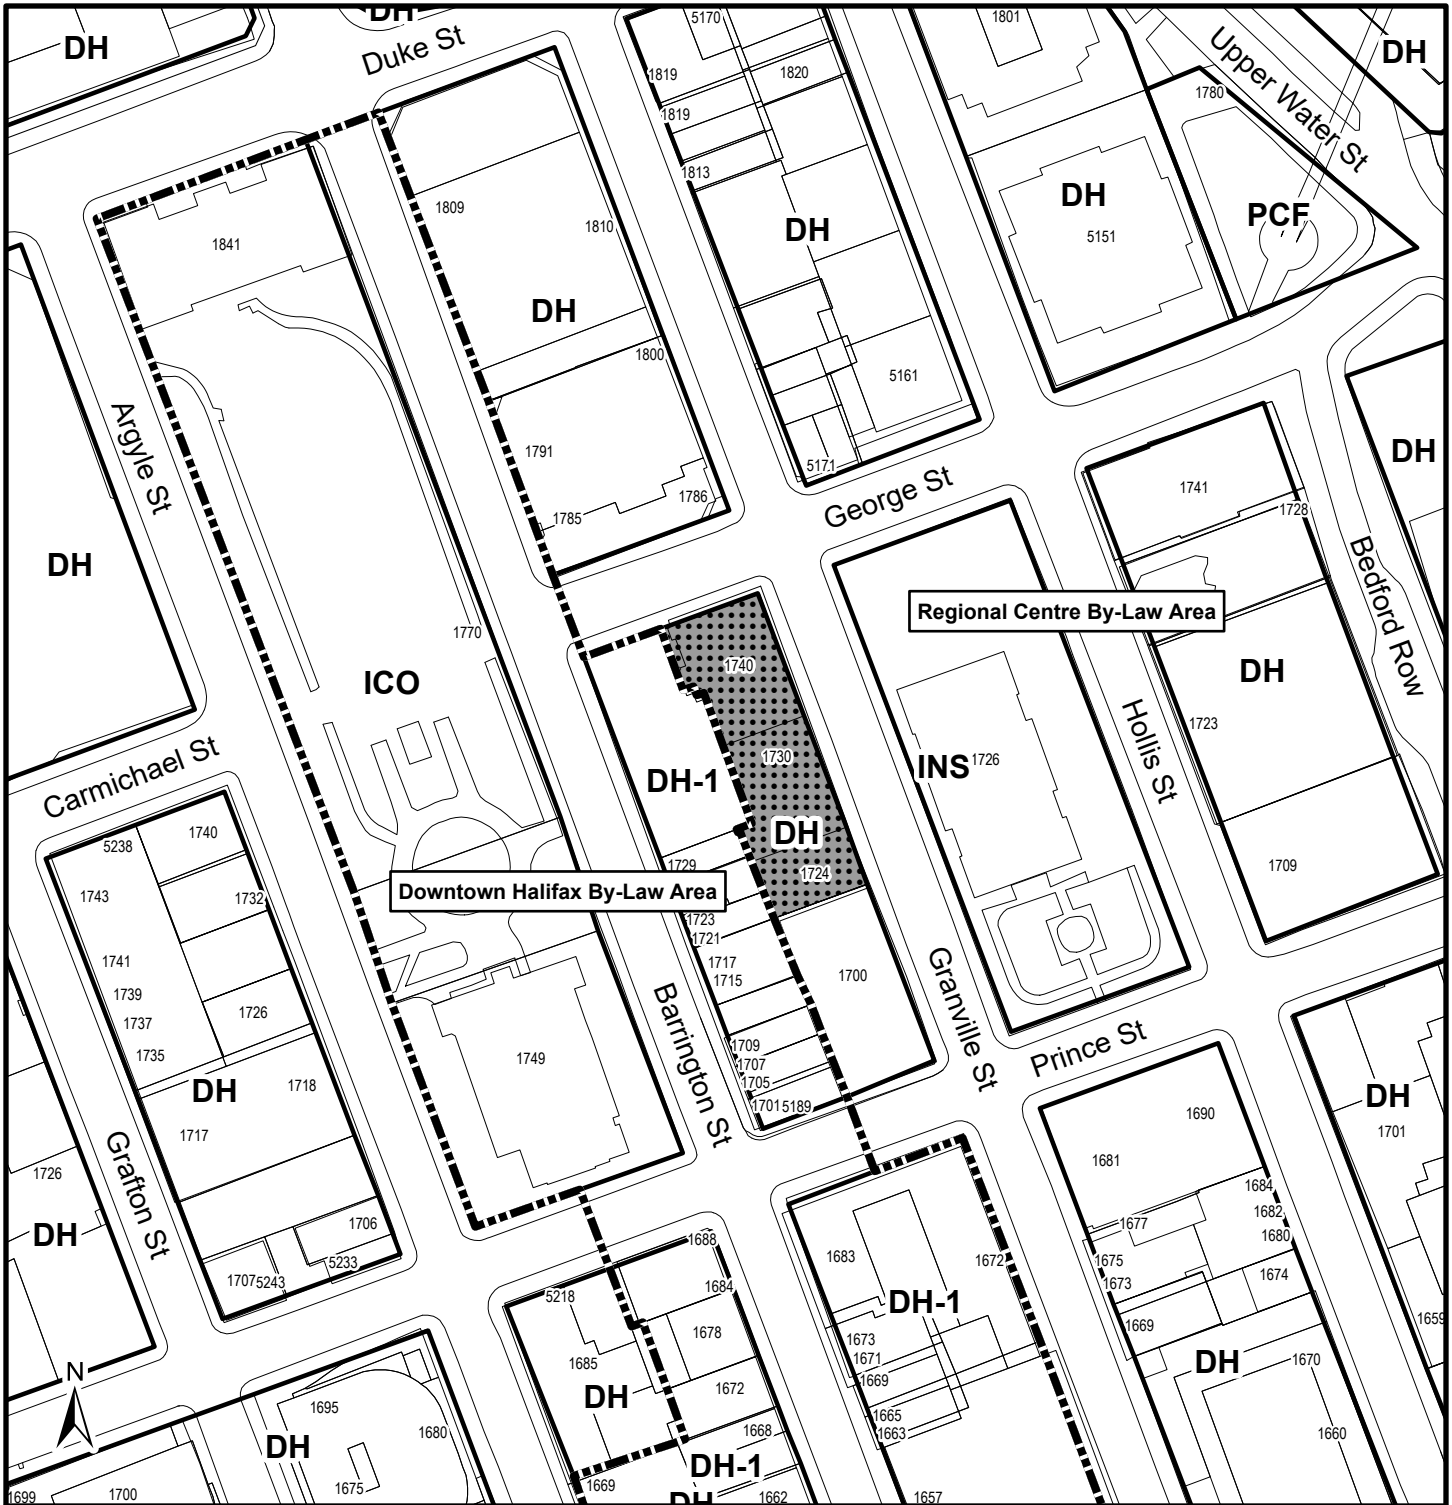 DH
DH
Duke St
5170
1801
DH
Upper Water St
1819
1820
1780
1819
1813
DH
PCF
DH
1809
1810
5151
1841
DH
1800
5161
Argyle St
1791
5171
1786
1785
George St
1741
1728
DH
DH
Bedford Row
Regional Centre By-Law Area
1770
ICO
1740
DH
1730
DH-1
INS
1726
Hollis St
1723
Carmichael St
DH
1740
5238
1729
1724
1709
Downtown Halifax By-Law Area
1743
1732
1723
1721
1717
1715
1700
Granville St
1741
1739
1737
1735
1726
Barrington St
1749
1709
1707
1705
1701
5189
Prince St
DH
1718
1717
DH
1701
1690
1681
Grafton St
1726
DH
1706
5233
1707
5243
1684
1682
1680
1677
1675
1673
1674
1688
1683
1672
5218
1684
DH-1
1678
1673
1671
1669
1669
1659
1685
DH
1670
N
DH
1672
1665
1663
1695
1680
DH
1668
1660
DH-1
1675
1669
1662
1657
DH
1699
1700